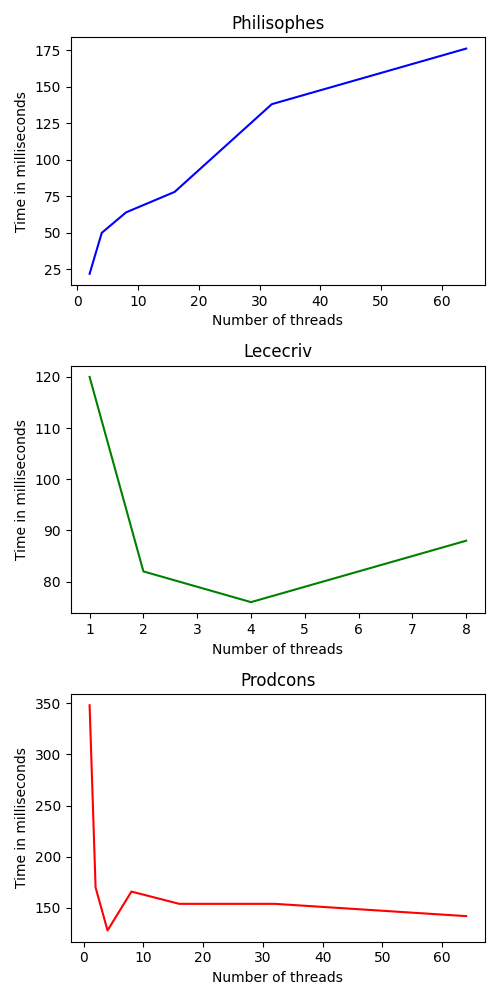 Philisophes
175
150
125
100
75
50
25
Time in milliseconds
0 10 20 30 40 50 60
Number of threads
Lececriv
120
110
100
90
80
Time in milliseconds
1 2 3 4 5 6 7 8
Number of threads
Prodcons
350
300
250
200
150
Time in milliseconds
0 10 20 30 40 50 60
Number of threads